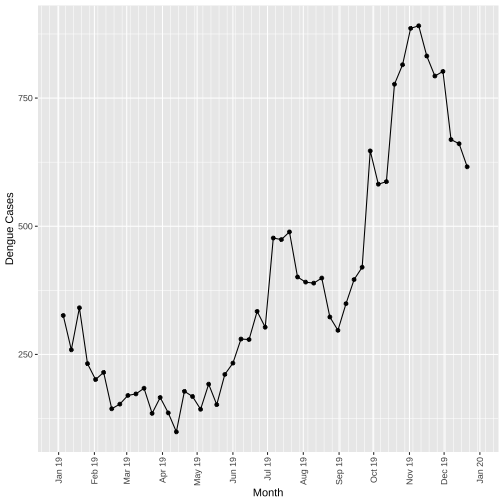 Dengue Cases
750
500
250
Jan 19
Feb 19
Mar 19
Apr 19
May 19
Jun 19
Jul 19
Aug 19
Sep 19
Oct 19
Nov 19
Dec 19
Jan 20
Month